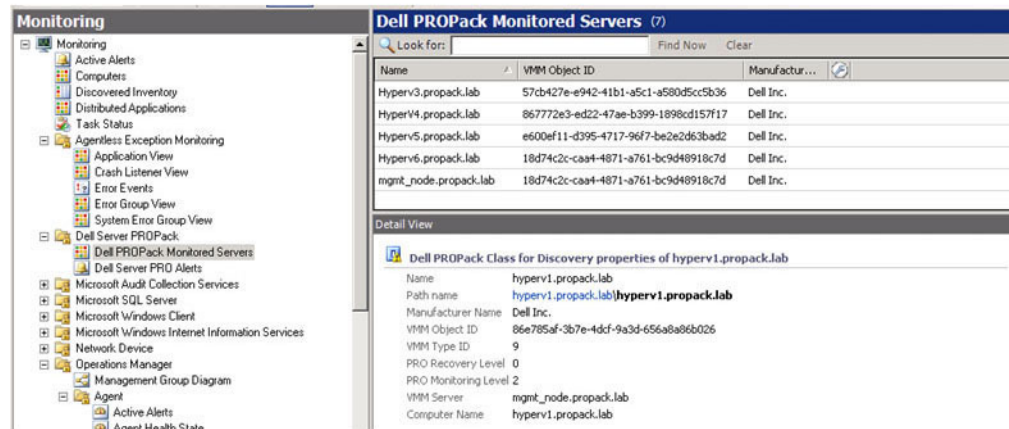 Monitoring
Monitoring
Active Alerts
Computers
Discovered Inventory
Distributed Applications
Task Status
Agentless Exception Monitoring
Application View
Crash Listener View
Error Events
Error Group View
System Error Group View
Dell Server PROPack
Dell PROPack Monitored Servers
Dell Server PRO Alerts
Microsoft Audit Collection Services
Microsoft SQL Server
Microsoft Windows Client
Microsoft Windows Internet Information Services
Network Device
Operations Manager
Management Group Diagram
Agent
Active Alerts
Agent Health State
Dell PROPack Monitored Servers (7)
Look for: Find Now Clear
Name VMM Object ID Manufactur...
Hyperv3.propack.lab 57cb427e-e942-41b1-a5c1-a580d5cc5b36 Dell Inc.
HyperV4.propack.lab 867772e3-ed22-47ae-b399-1898cd157f17 Dell Inc.
Hyperv5.propack.lab e600ef11-d395-4717-96f7-be2e2d63bad2 Dell Inc.
Hyperv6.propack.lab 18d74c2c-caa4-4871-a761-bc9d48918c7d Dell Inc.
mgmt_node.propack.lab 18d74c2c-caa4-4871-a761-bc9d48918c7d Dell Inc.
Detail View
Dell PROPack Class for Discovery properties of hyperv1.propack.lab
Name hyperv1.propack.lab
Path name hyperv1.propack.lab\hyperv1.propack.lab
Manufacturer Name Dell Inc.
VMM Object ID 86e785af-3b7e-4dcf-9a3d-656a8a86b026
VMM Type ID 9
PRO Recovery Level 0
PRO Monitoring Level 2
VMM Server mgmt_node.propack.lab
Computer Name hyperv1.propack.lab